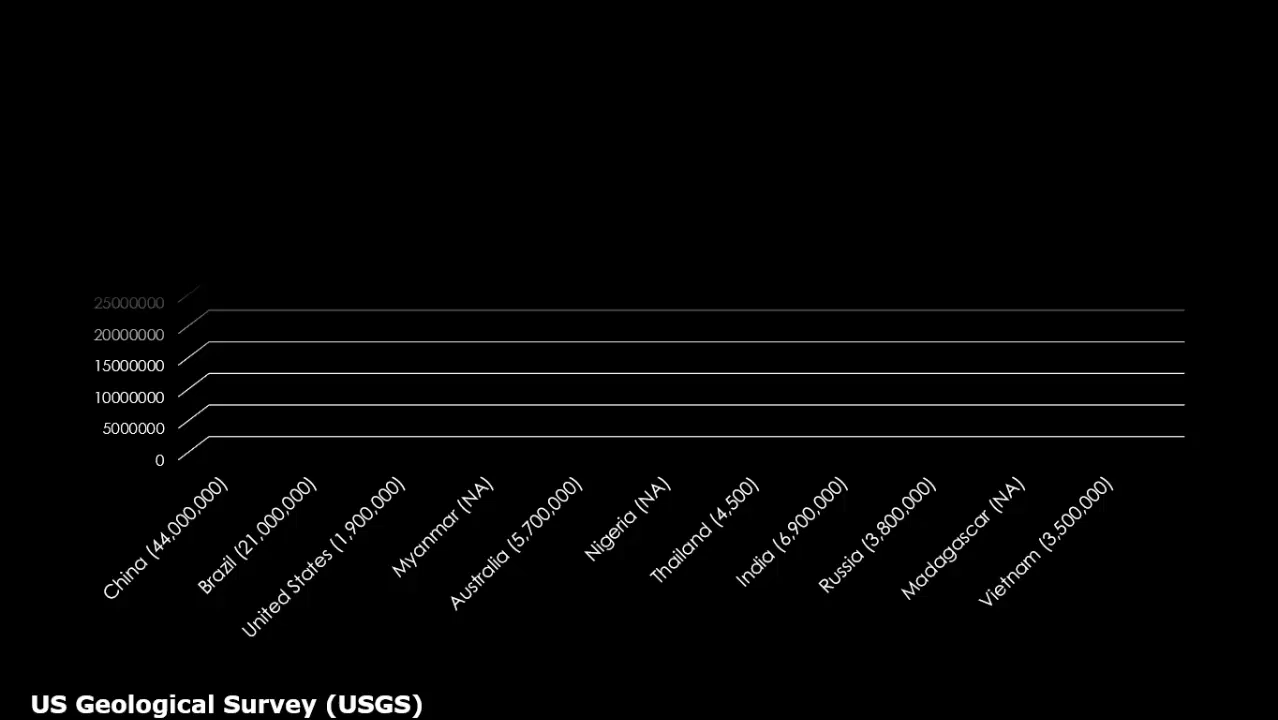 25000000
20000000
15000000
10000000
5000000
0
China (44,000,000)
Brazil (21,000,000)
United States (1,900,000)
Myanmar (NA)
Australia (5,700,000)
Nigeria (NA)
Thailand (4,500)
India (6,900,000)
Russia (3,800,000)
Madagascar (NA)
Vietnam (3,500,000)
US Geological Survey (USGS)